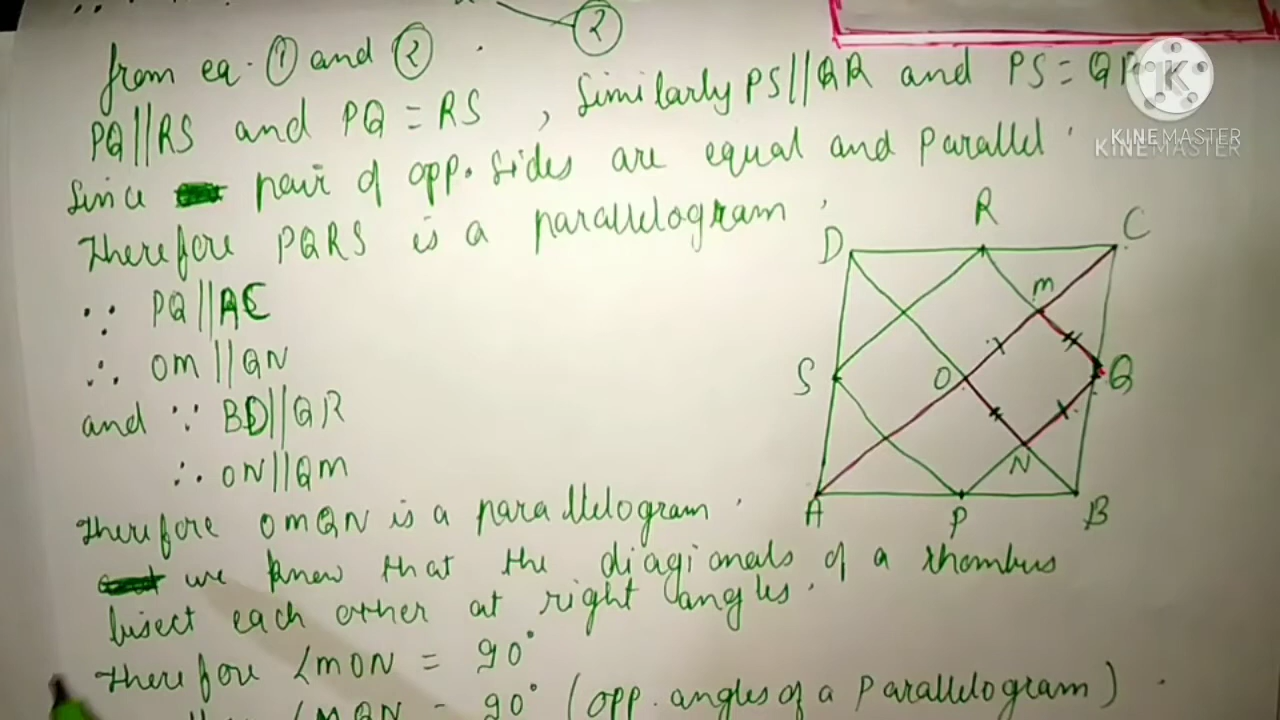 ②
from eq. ① and ② .
PQ||RS and PQ = RS , Similarly PS||QR and PS = QR
Since pair of opp. Sides are equal and parallel .
Therefore PQRS is a parallelogram .
∵ PQ||AC
∴ OM||QN
and ∵ BD||QR
∴ ON||QM
Therefore OMQN is a parallelogram .
we know that the diagionals of a rhombus
bisect each other at right angles .
Therefore ∠MON = 90°
∠MQN = 90° (opp. angles of a parallelogram) .
D R C
M
S O Q
N
A P B
K
KINEMASTER
KINEMASTER